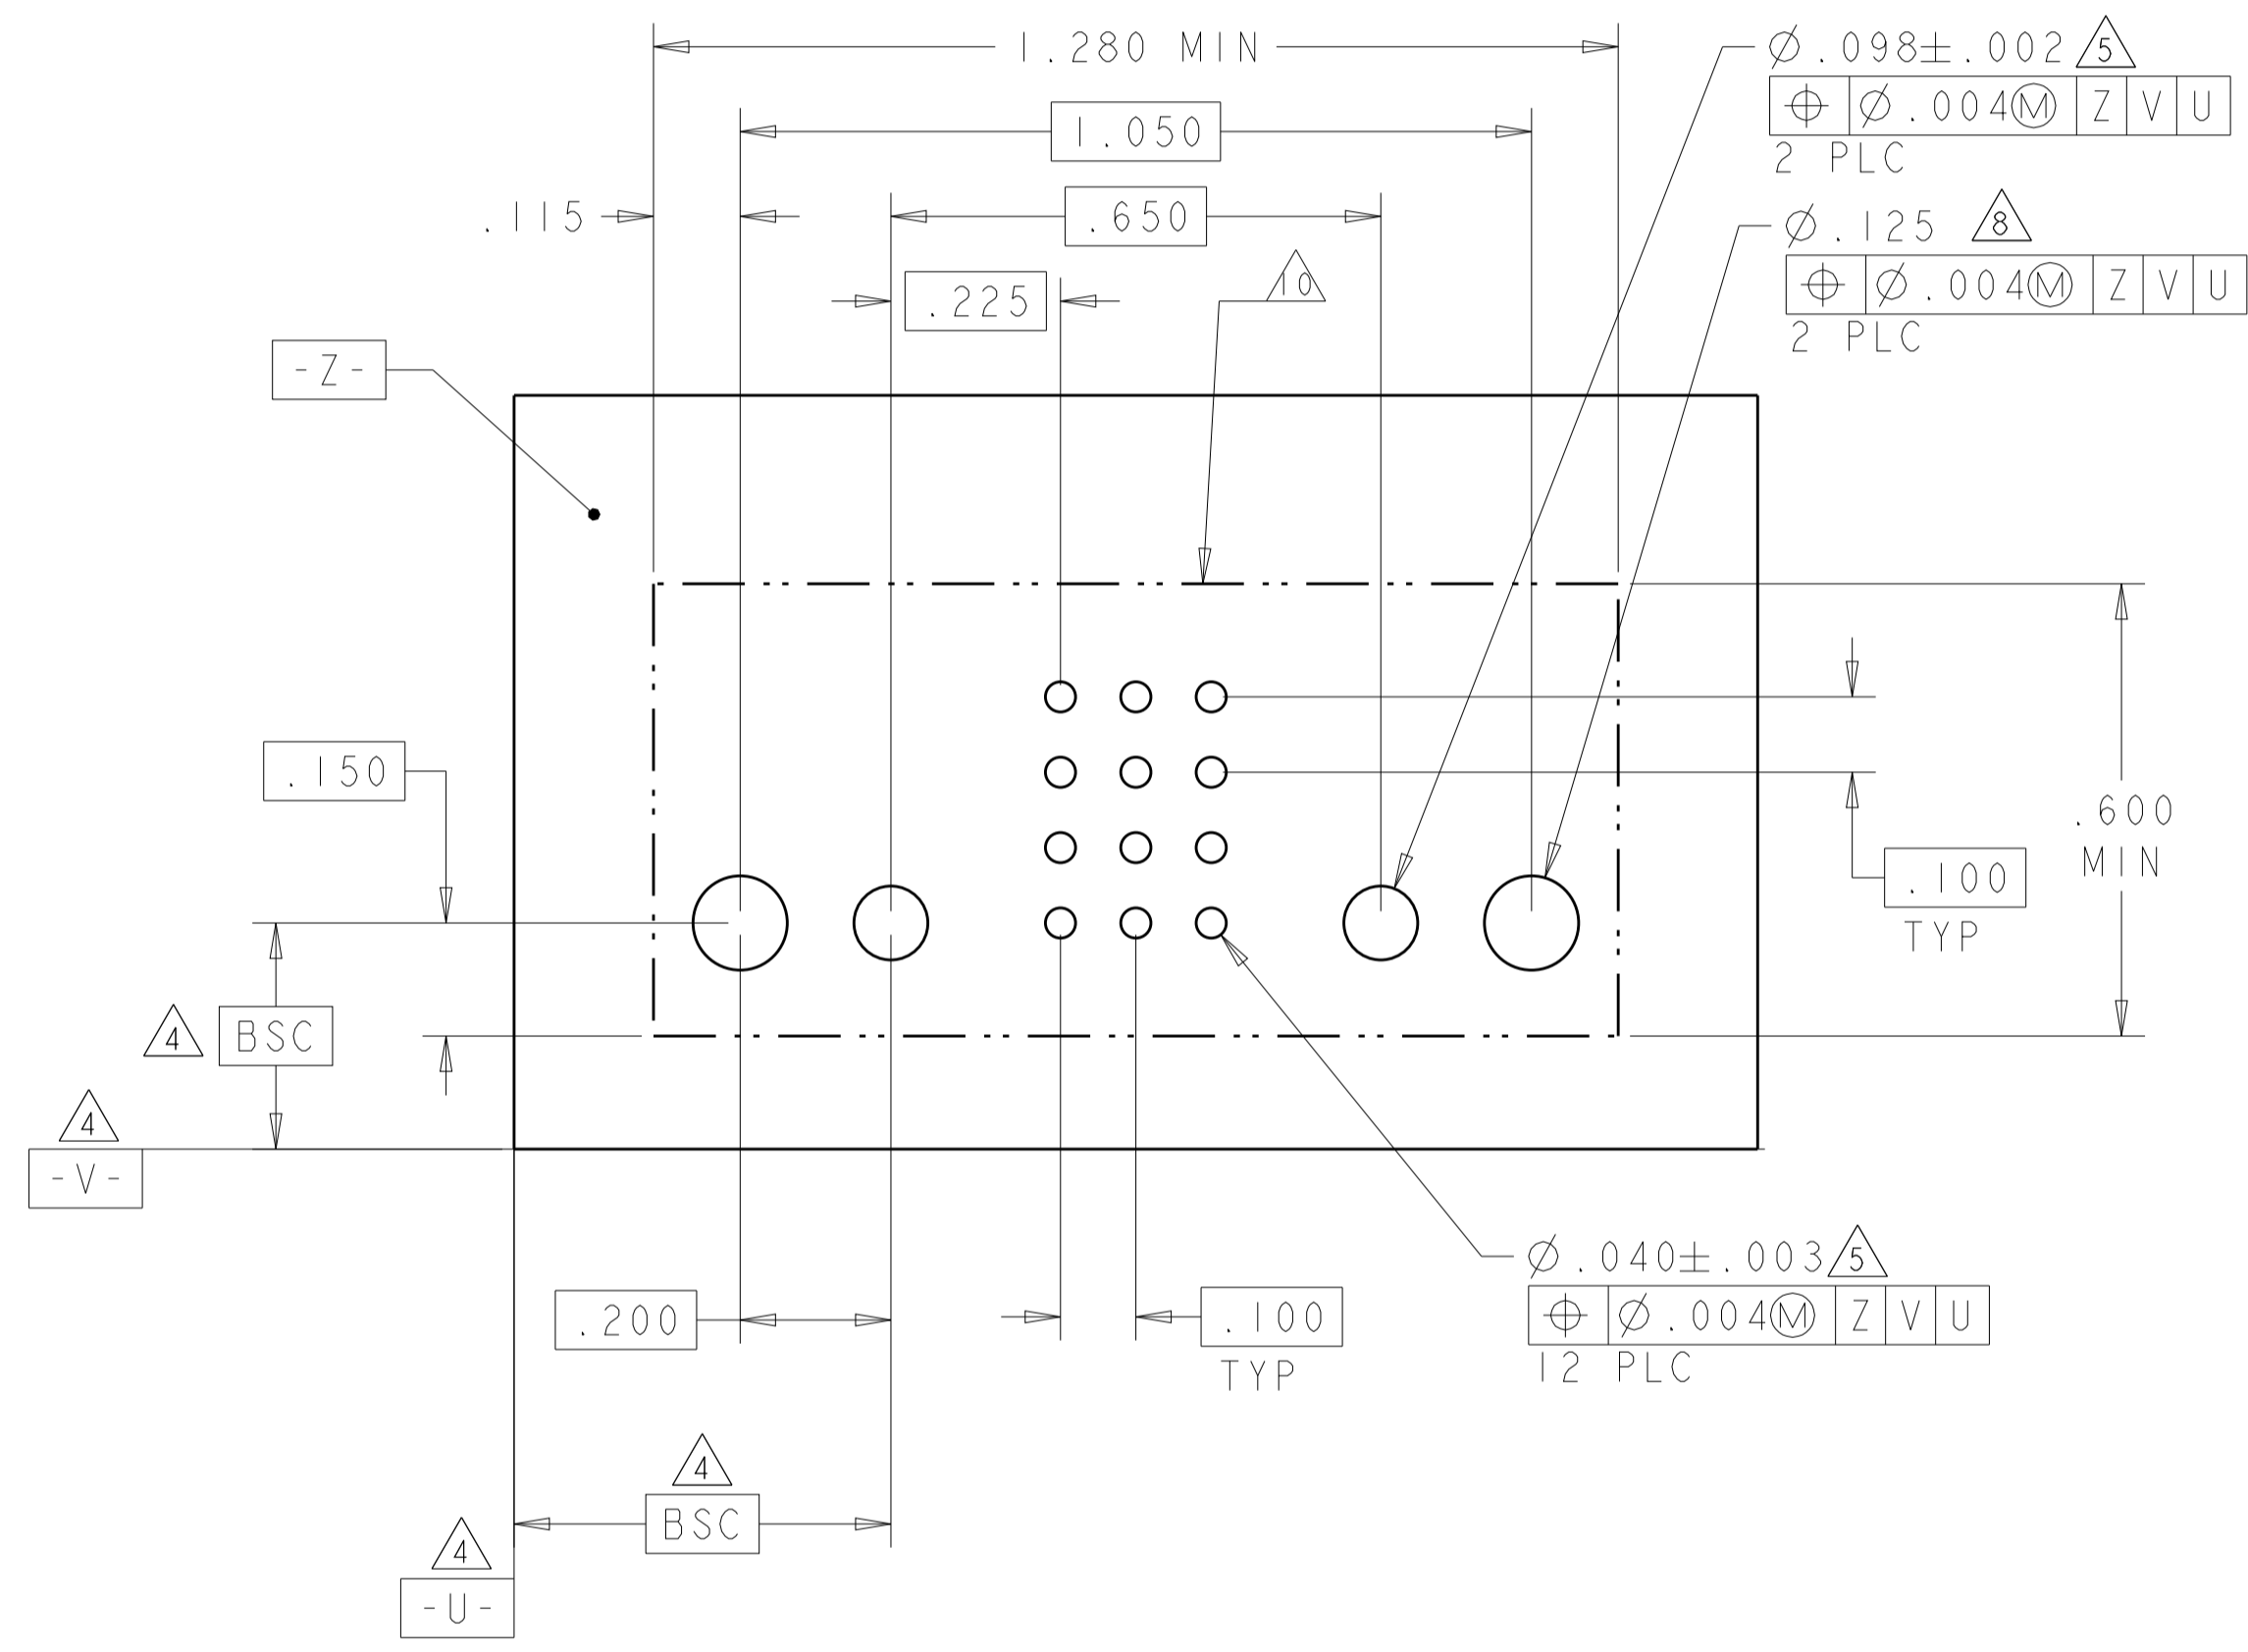 1.280 MIN
⌀.098±.002 5
⌖ ⌀.004Ⓜ Z V U
2 PLC
1.050
.115
.650
⌀.125 8
⌖ ⌀.004Ⓜ Z V U
2 PLC
.225
10
-Z-
.150
.600
MIN
.100
TYP
4 BSC
4
-V-
⌀.040±.003 5
⌖ ⌀.004Ⓜ Z V U
12 PLC
.200
.100
TYP
4
BSC
4
-U-